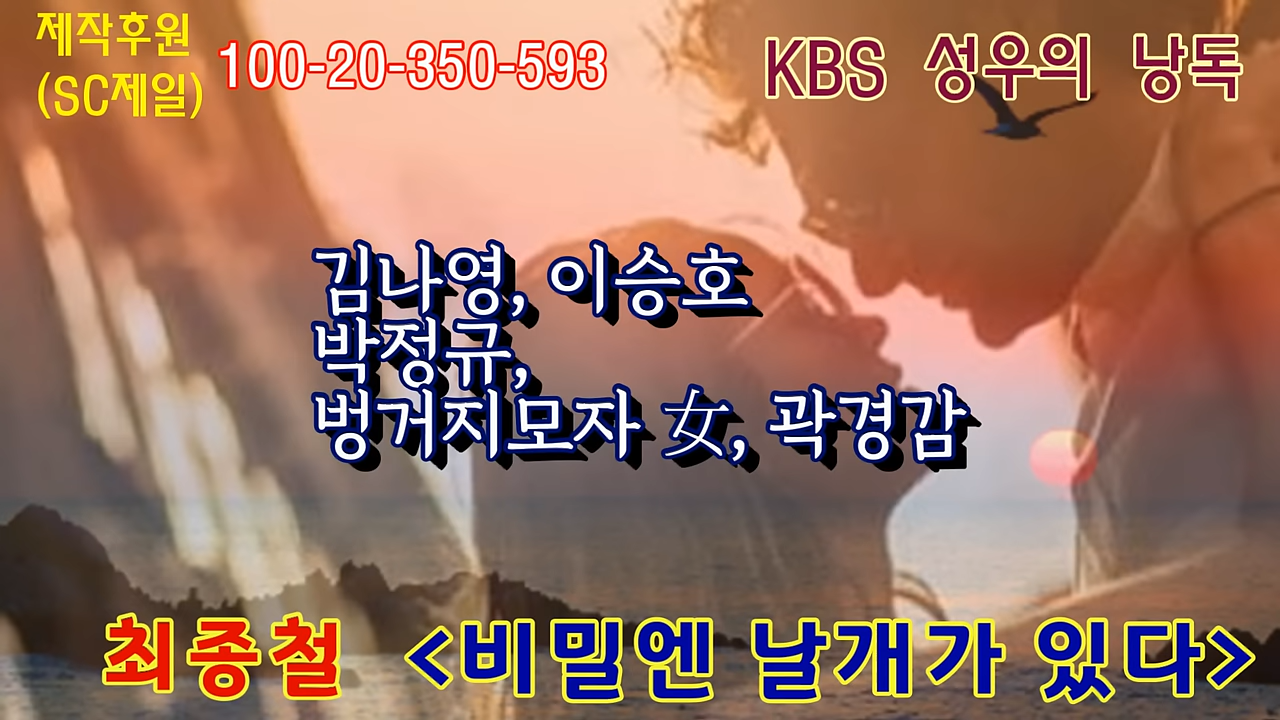 제작후원
(SC제일)
100-20-350-593
KBS 성우의 낭독
김나영, 이승호
박정규,
벙거지모자 女, 곽경감
최종철 <비밀엔 날개가 있다>